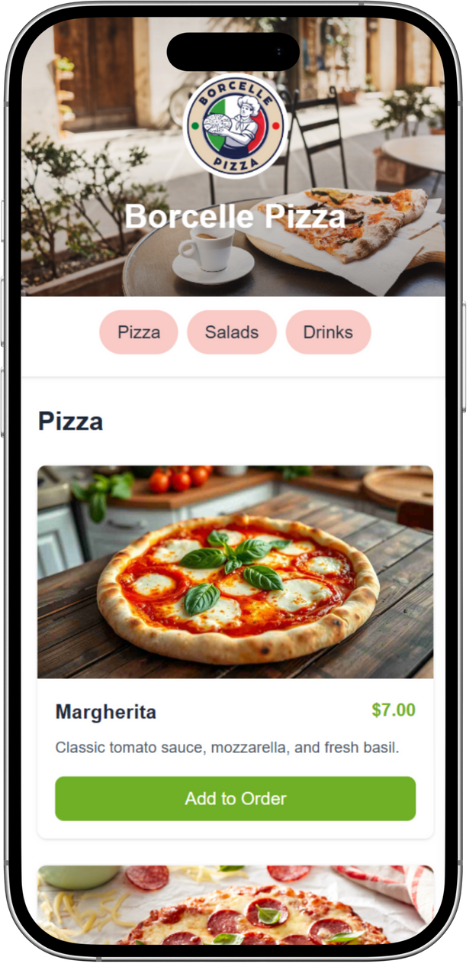 BORCELLE
PIZZA
Borcelle Pizza
Pizza
Salads
Drinks
Pizza
Margherita
$7.00
Classic tomato sauce, mozzarella, and fresh basil.
Add to Order